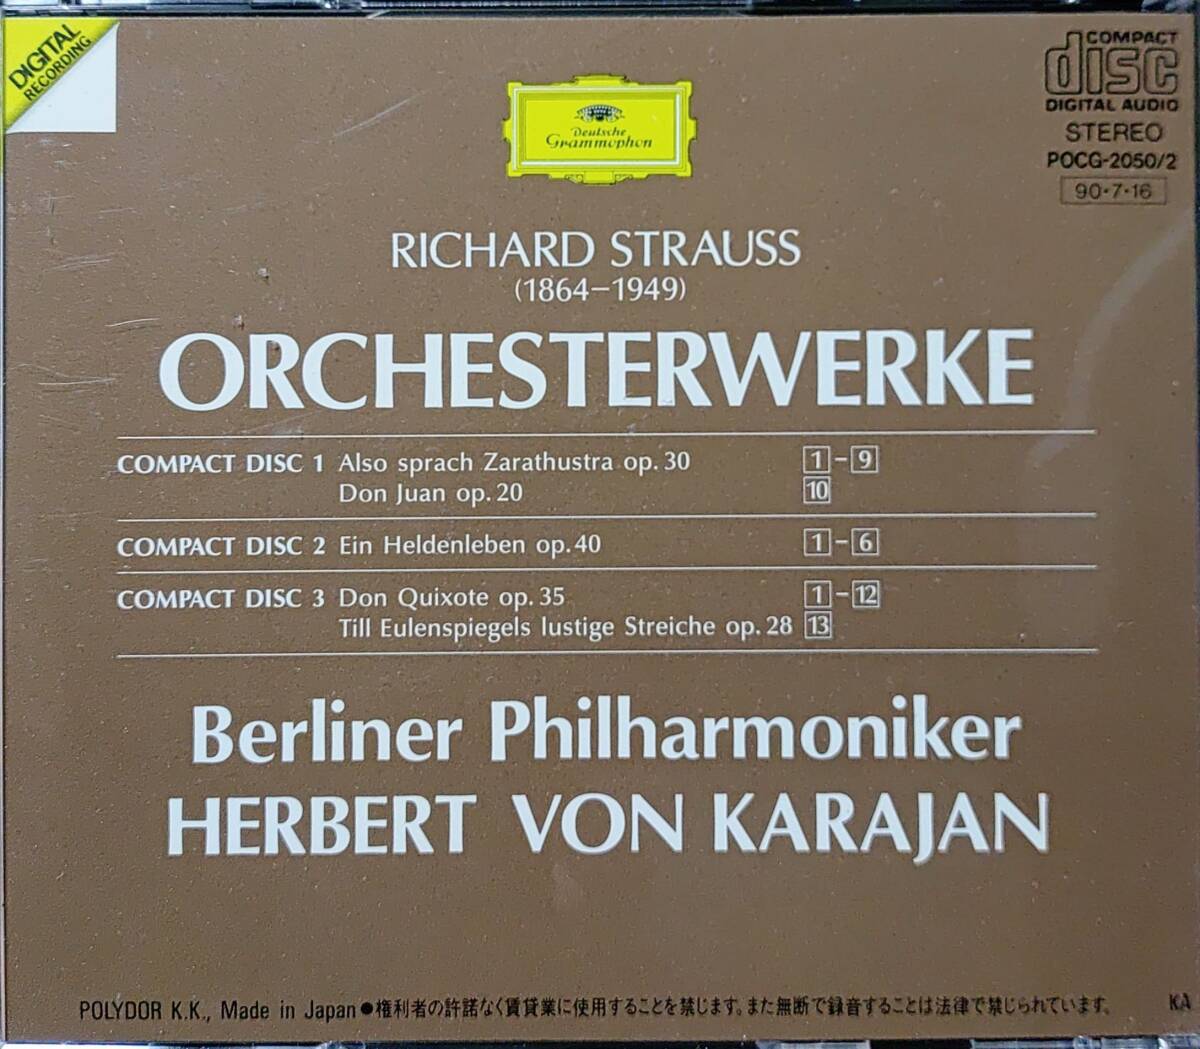 DIGITAL
RECORDING
COMPACT
disc
DIGITAL AUDIO
STEREO
POCG-2050/2
90・7・16
Deutsche
Grammophon
RICHARD STRAUSS
(1864–1949)
ORCHESTERWERKE
COMPACT DISC 1 Also sprach Zarathustra op. 30 1-9
Don Juan op. 20 10
COMPACT DISC 2 Ein Heldenleben op. 40 1-6
COMPACT DISC 3 Don Quixote op. 35 1-12
Till Eulenspiegels lustige Streiche op. 28 13
Berliner Philharmoniker
HERBERT VON KARAJAN
POLYDOR K.K., Made in Japan ●権利者の許諾なく賃貸業に使用することを禁じます。また無断で録音することは法律で禁じられています。 KA